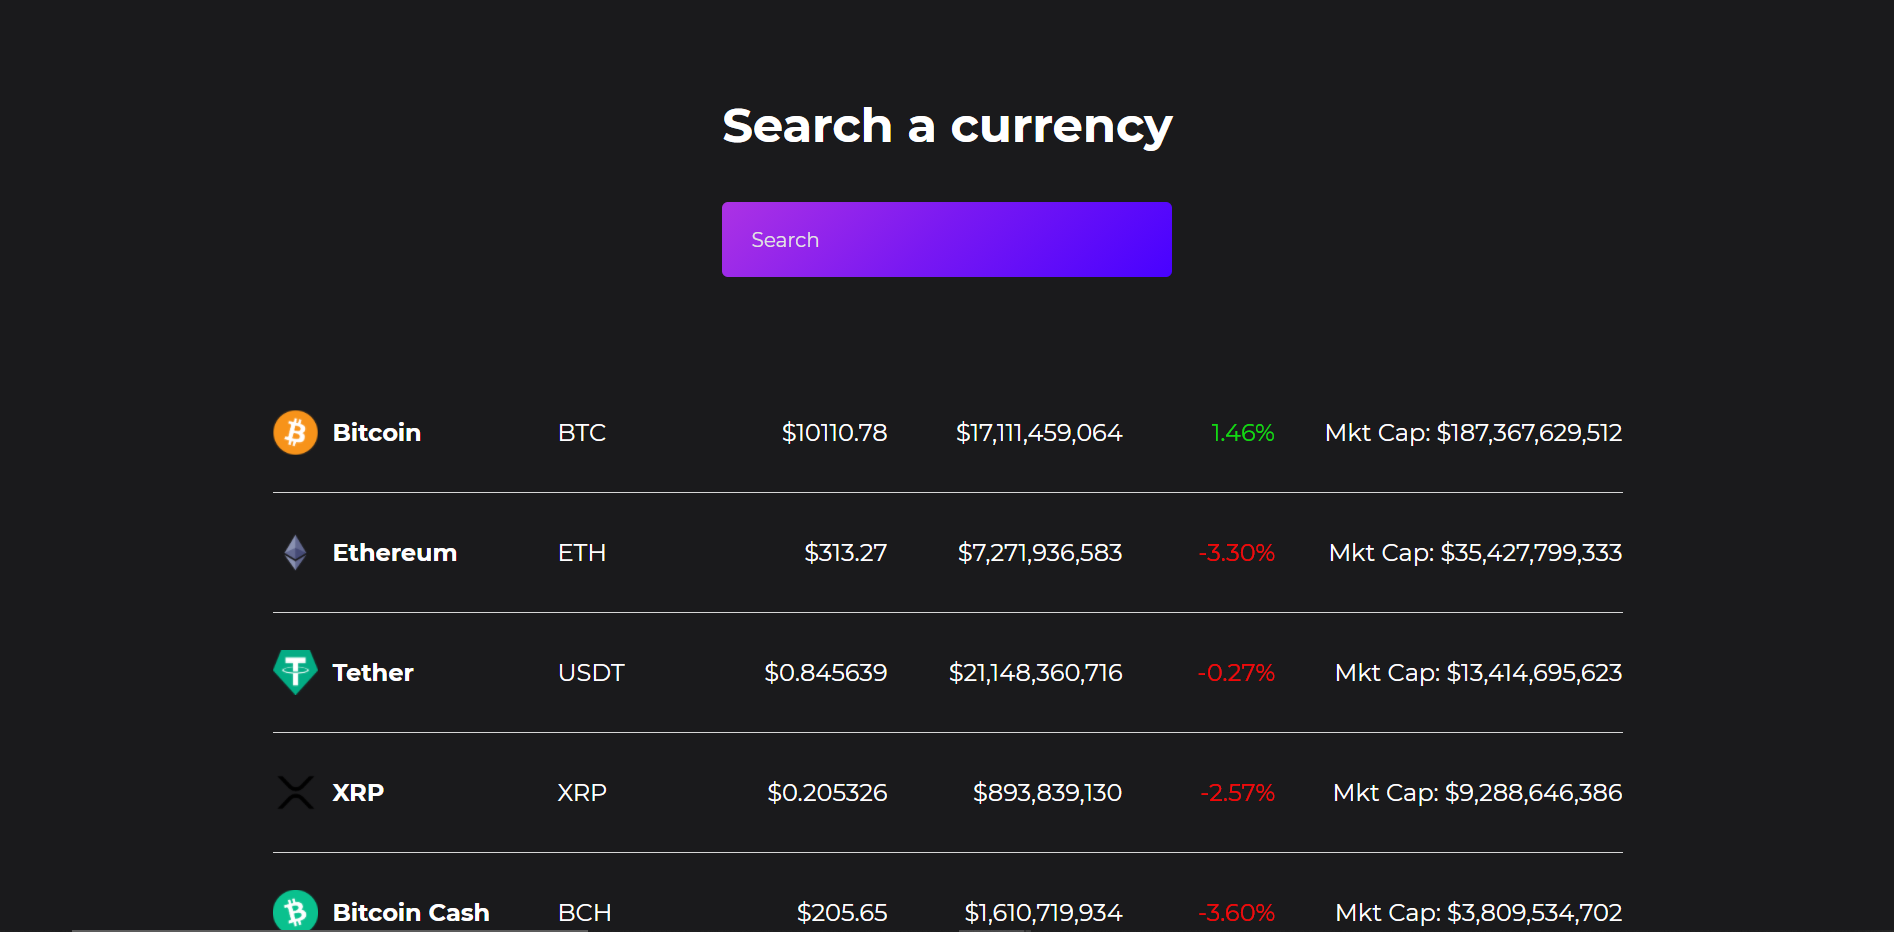 Search a currency
Search
Bitcoin BTC $10110.78 $17,111,459,064 1.46% Mkt Cap: $187,367,629,512
Ethereum ETH $313.27 $7,271,936,583 -3.30% Mkt Cap: $35,427,799,333
Tether USDT $0.845639 $21,148,360,716 -0.27% Mkt Cap: $13,414,695,623
XRP XRP $0.205326 $893,839,130 -2.57% Mkt Cap: $9,288,646,386
Bitcoin Cash BCH $205.65 $1,610,719,934 -3.60% Mkt Cap: $3,809,534,702